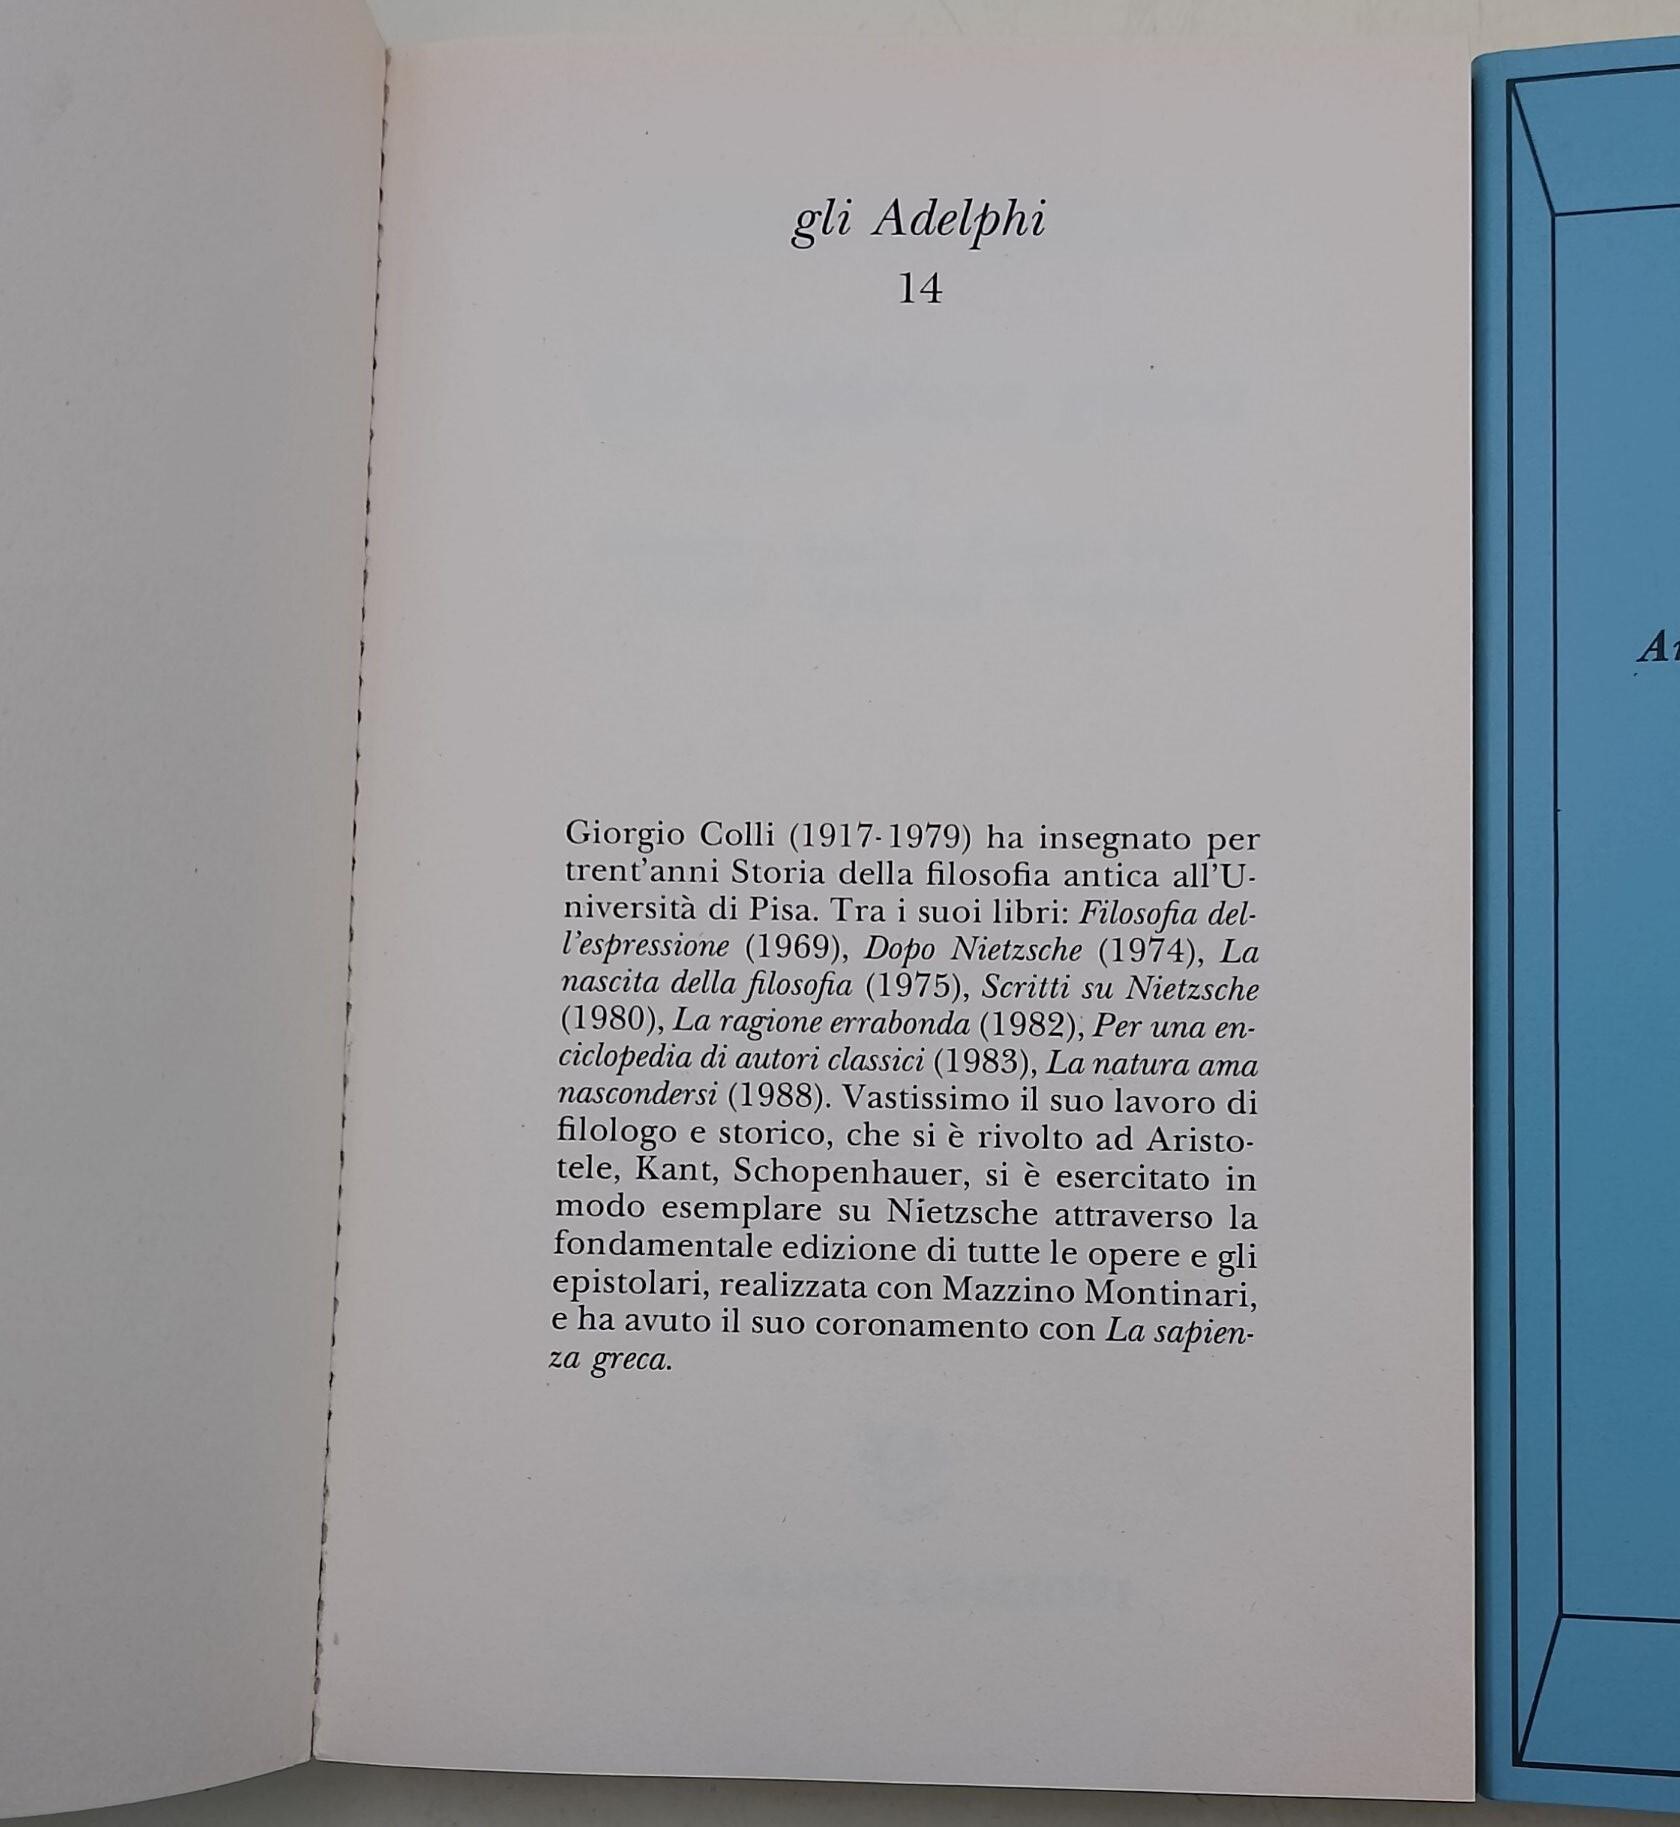 gli Adelphi
14
Giorgio Colli (1917-1979) ha insegnato per
trent'anni Storia della filosofia antica all'U-
niversità di Pisa. Tra i suoi libri: Filosofia del-
l'espressione (1969), Dopo Nietzsche (1974), La
nascita della filosofia (1975), Scritti su Nietzsche
(1980), La ragione errabonda (1982), Per una en-
ciclopedia di autori classici (1983), La natura ama
nascondersi (1988). Vastissimo il suo lavoro di
filologo e storico, che si è rivolto ad Aristo-
tele, Kant, Schopenhauer, si è esercitato in
modo esemplare su Nietzsche attraverso la
fondamentale edizione di tutte le opere e gli
epistolari, realizzata con Mazzino Montinari,
e ha avuto il suo coronamento con La sapien-
za greca.